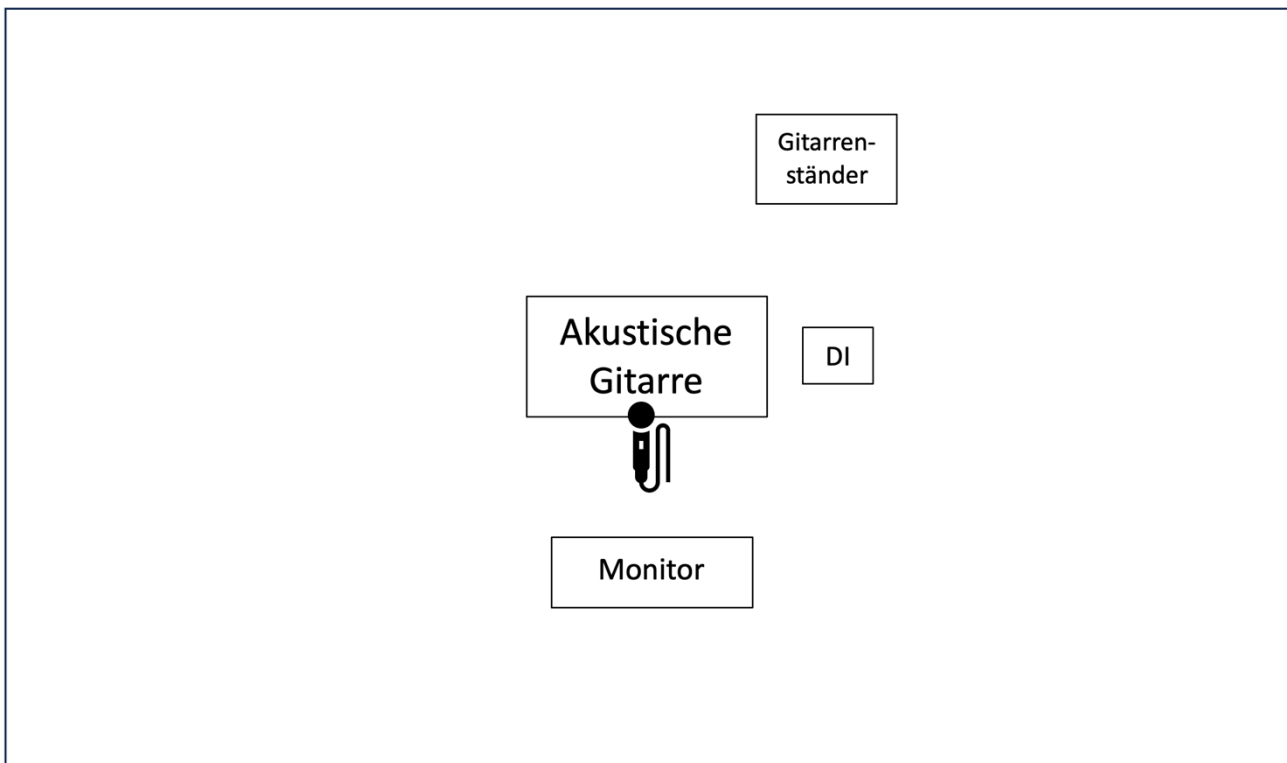 Gitarren-
ständer
Akustische
Gitarre
DI
Monitor